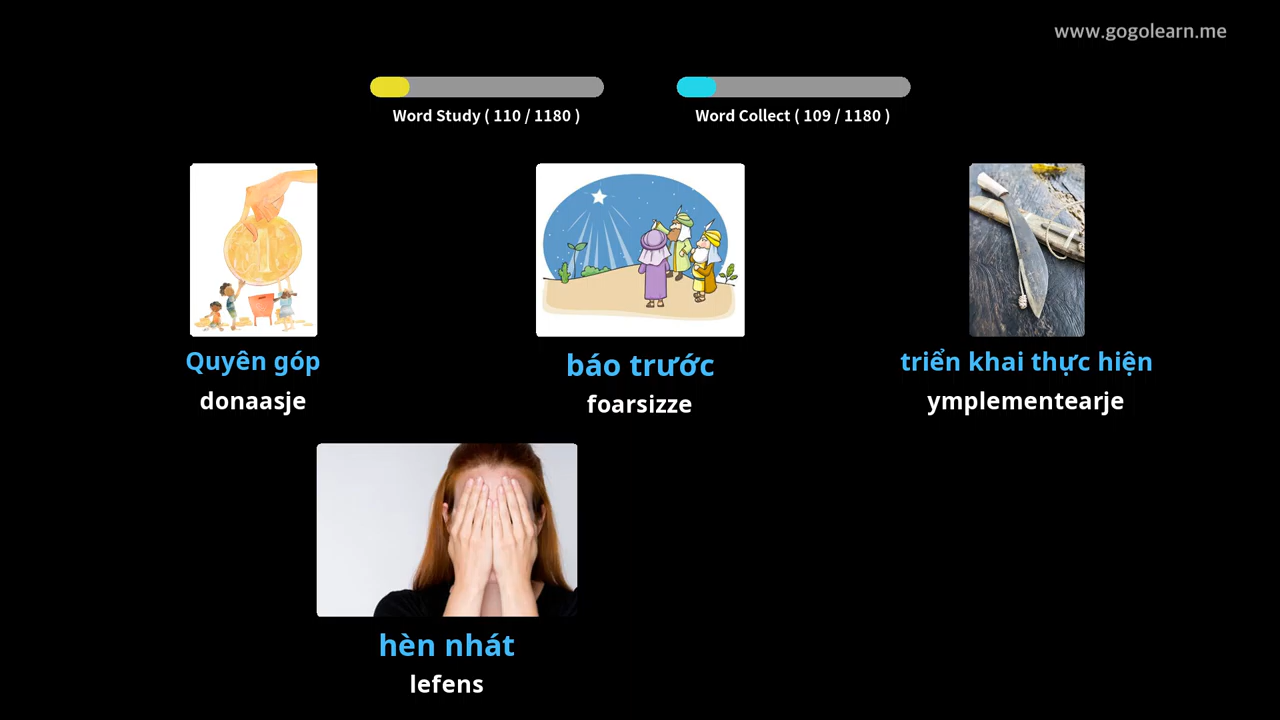 www.gogolearn.me
Word Study ( 110 / 1180 )
Word Collect ( 109 / 1180 )
Quyên góp
donaasje
báo trước
foarsizze
triển khai thực hiện
ymplementearje
hèn nhát
lefens